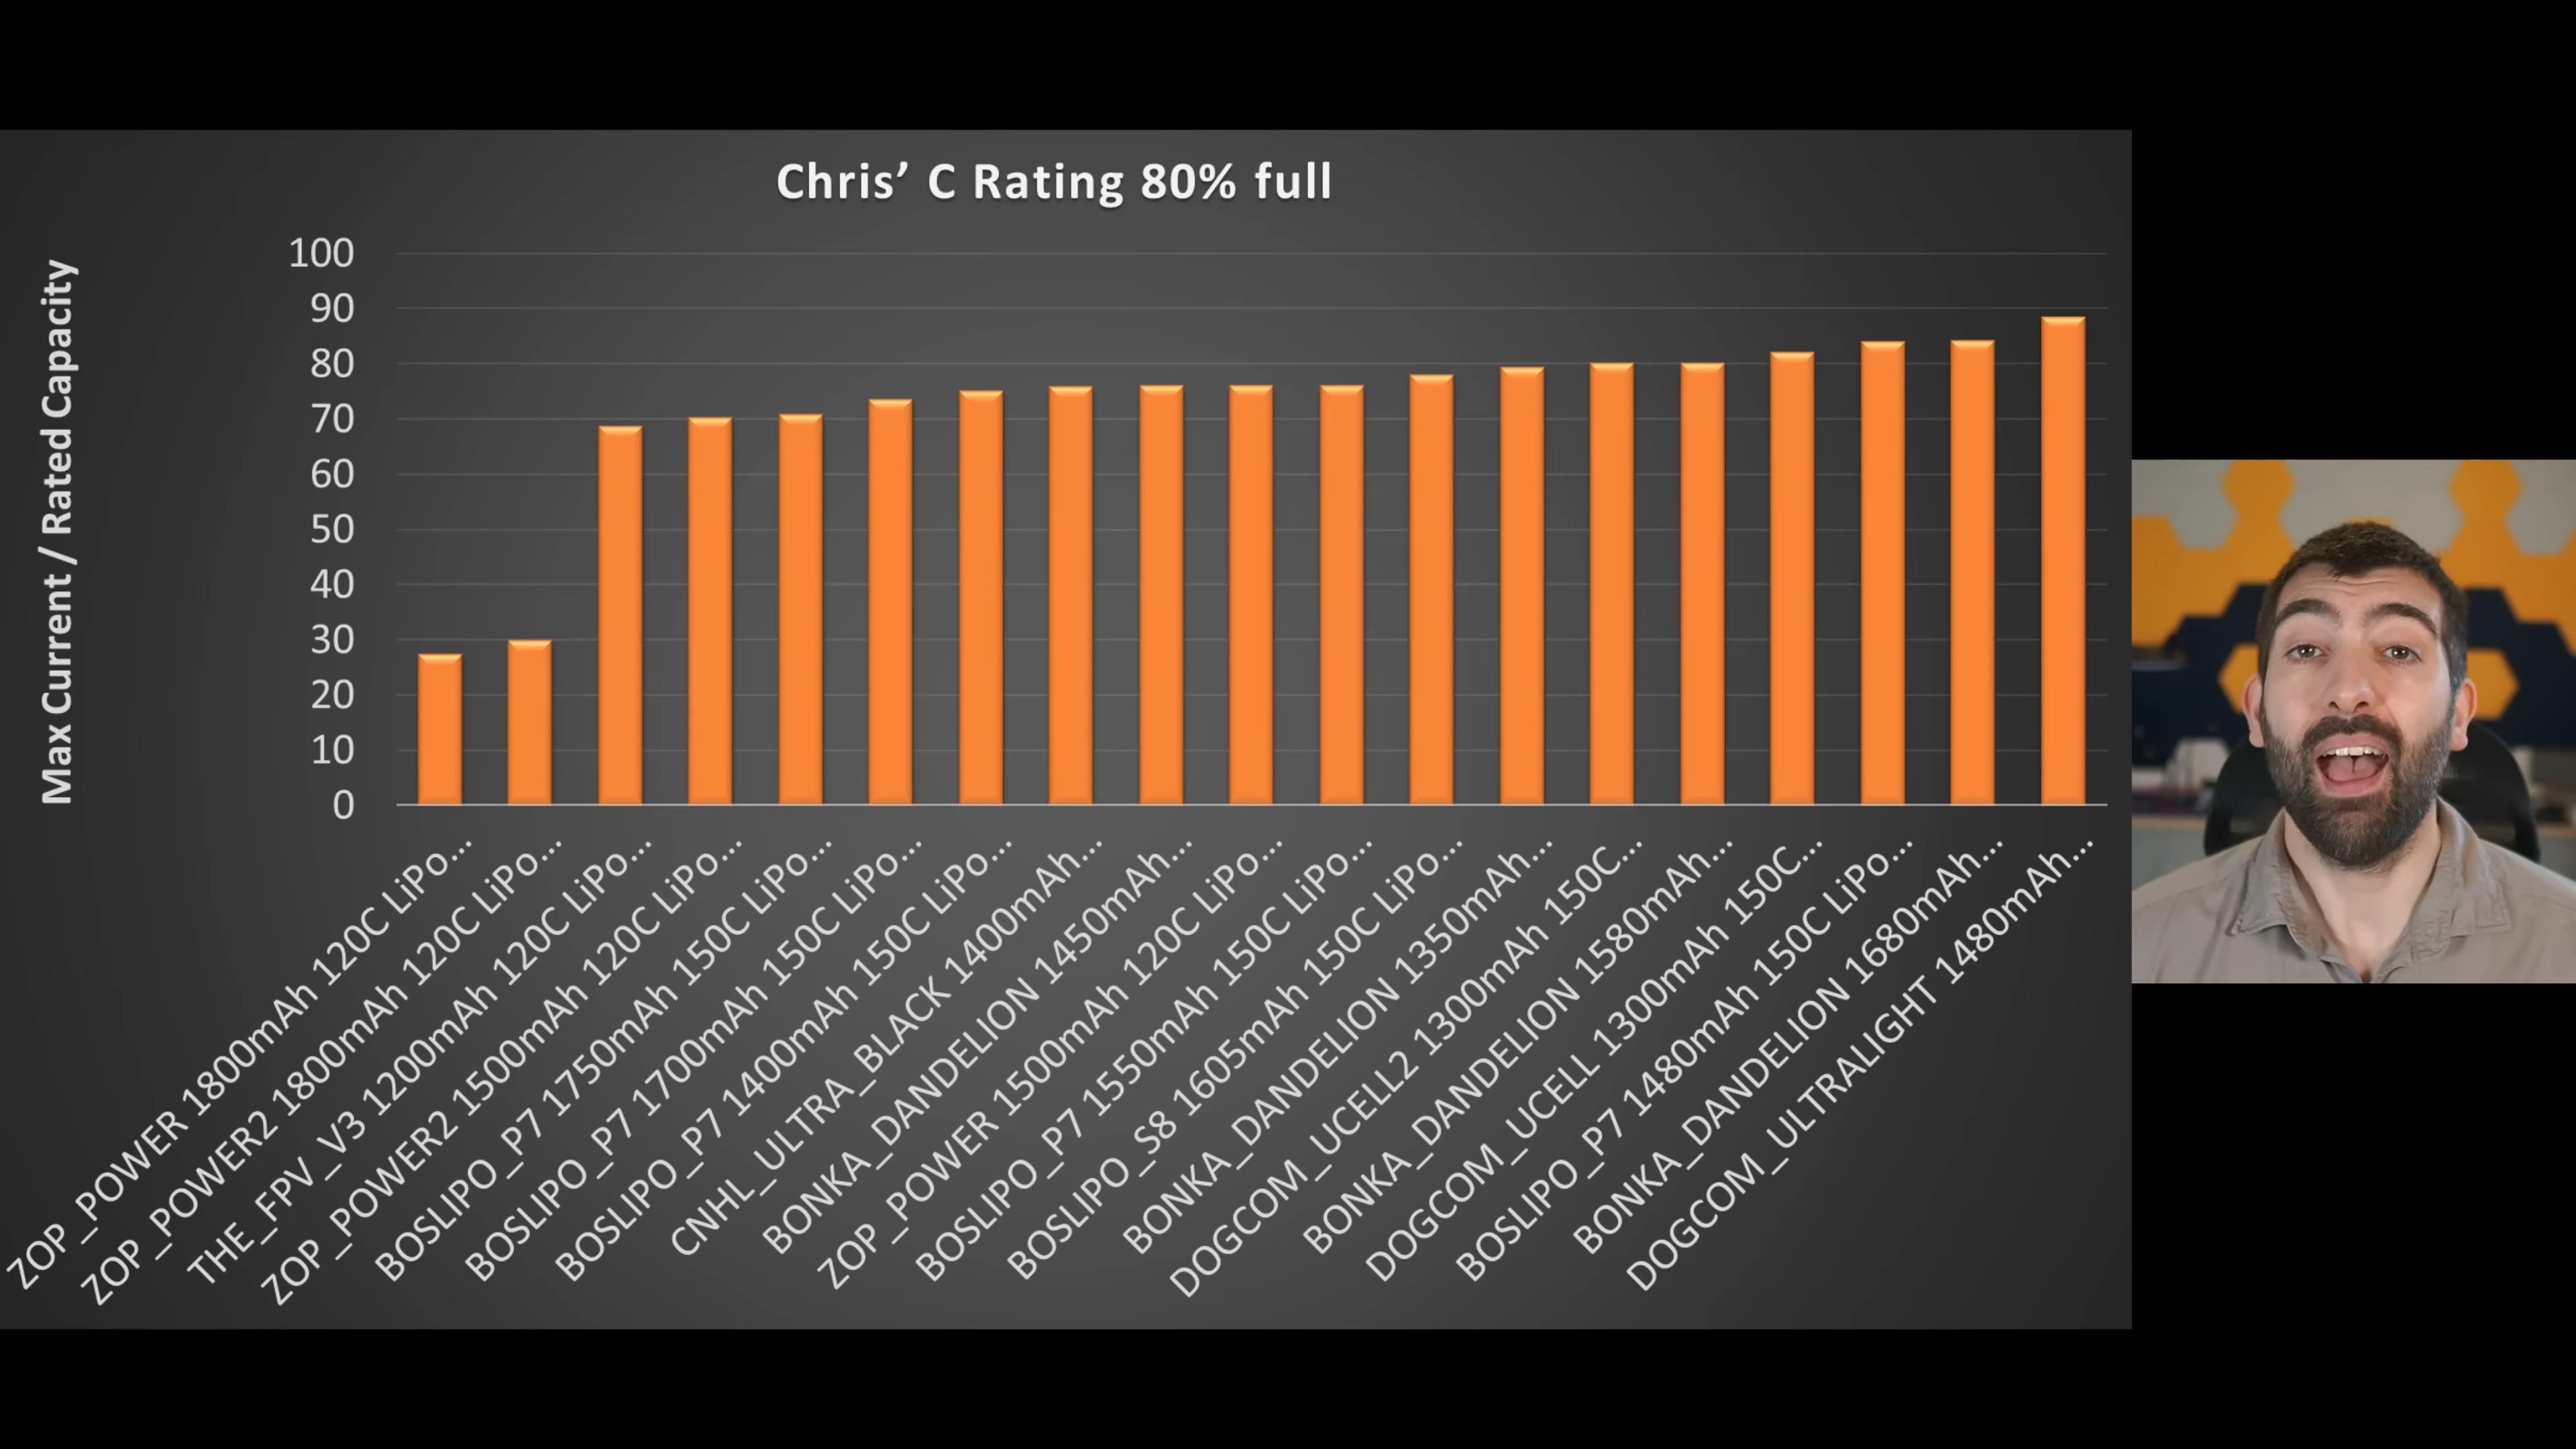 Chris’ C Rating 80% full
Max Current / Rated Capacity
100
90
80
70
60
50
40
30
20
10
0
ZOP_POWER 1800mAh 120C LiPo...
ZOP_POWER2 1800mAh 120C LiPo...
THE_FPV_V3 1200mAh 120C LiPo...
ZOP_POWER2 1500mAh 120C LiPo...
BOSLIPO_P7 1750mAh 150C LiPo...
BOSLIPO_P7 1700mAh 150C LiPo...
BOSLIPO_P7 1400mAh 150C LiPo...
CNHL_ULTRA_BLACK 1400mAh...
BONKA_DANDELION 1450mAh...
ZOP_POWER 1500mAh 120C LiPo...
BOSLIPO_P7 1550mAh 150C LiPo...
BOSLIPO_S8 1605mAh 150C LiPo...
BONKA_DANDELION 1350mAh...
DOGCOM_UCELL2 1300mAh 150C...
BONKA_DANDELION 1580mAh...
DOGCOM_UCELL 1300mAh 150C...
BOSLIPO_P7 1480mAh 150C LiPo...
BONKA_DANDELION 1680mAh...
DOGCOM_ULTRALIGHT 1480mAh...